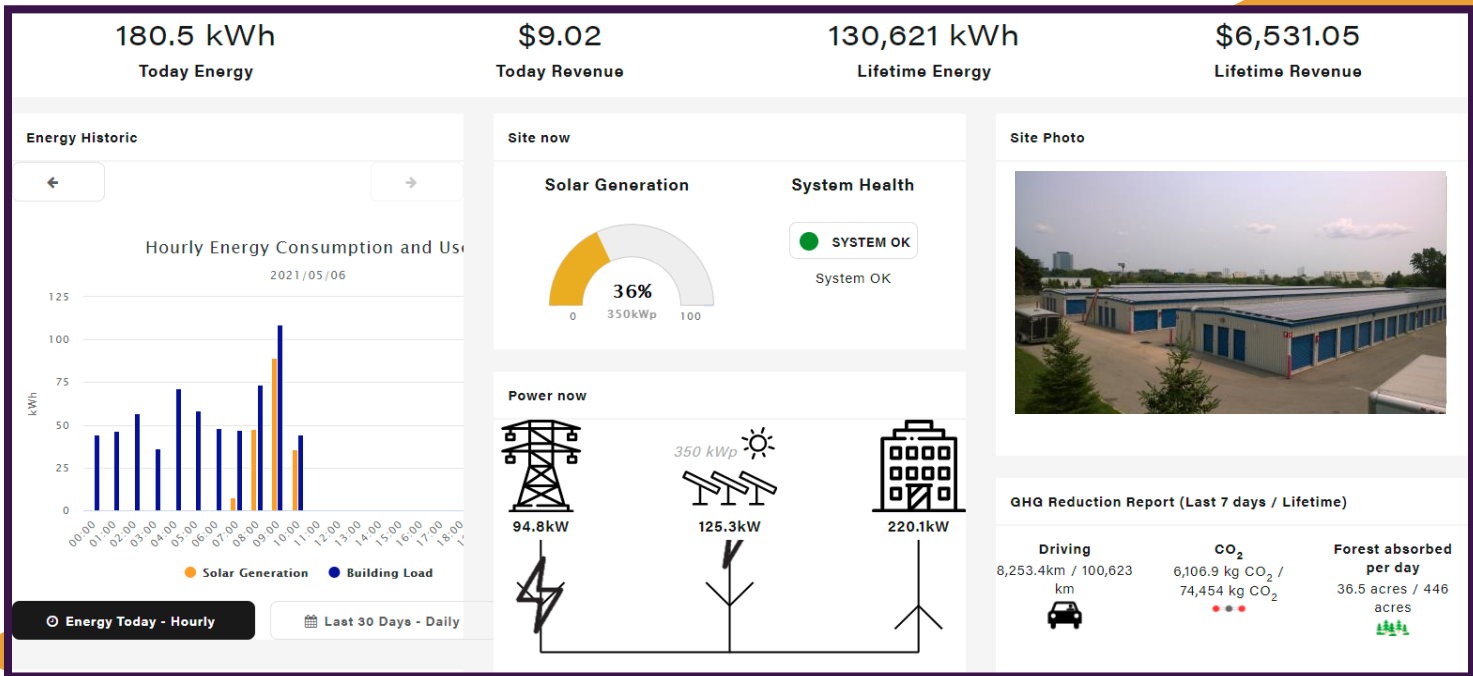 180.5 kWh
Today Energy
$9.02
Today Revenue
130,621 kWh
Lifetime Energy
$6,531.05
Lifetime Revenue
Energy Historic
Hourly Energy Consumption and Use
2021/05/06
125
100
75
50
25
0
kWh
00:00 01:00 02:00 03:00 04:00 05:00 06:00 07:00 08:00 09:00 10:00 11:00 12:00 13:00 14:00 15:00 16:00 17:00 18:00
Solar Generation Building Load
Energy Today - Hourly
Last 30 Days - Daily
Site now
Solar Generation
36%
0 350kWp 100
System Health
SYSTEM OK
System OK
Power now
350 kWp
94.8kW
125.3kW
220.1kW
Site Photo
GHG Reduction Report (Last 7 days / Lifetime)
Driving
8,253.4km / 100,623
km
CO2
6,106.9 kg CO2 /
74,454 kg CO2
Forest absorbed
per day
36.5 acres / 446
acres